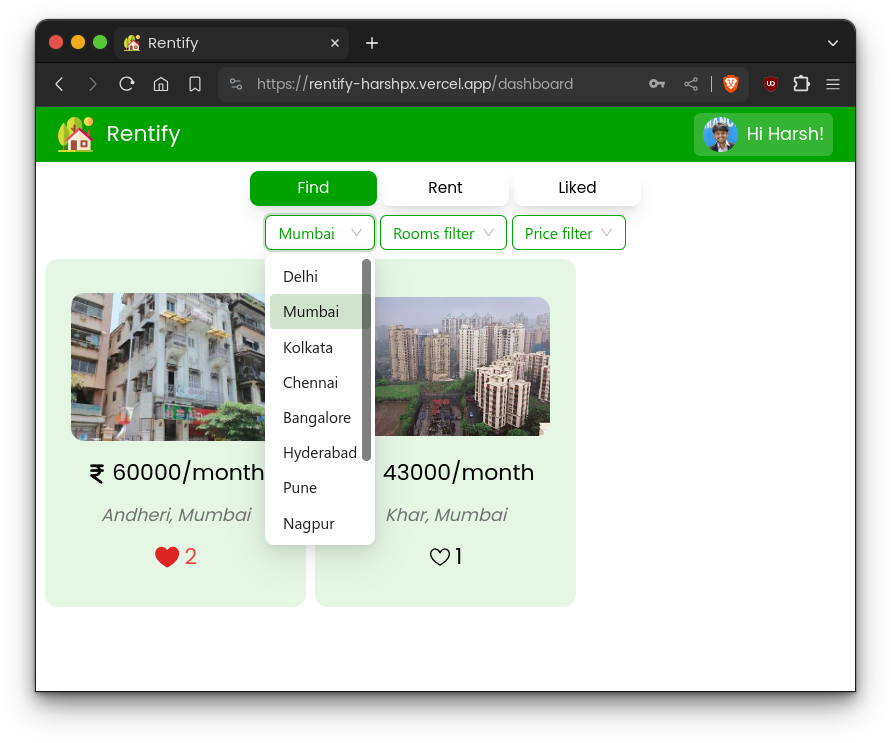 Rentify
https://rentify-harshpx.vercel.app/dashboard
Rentify
Hi Harsh!
Find Rent Liked
Mumbai Rooms filter Price filter
Delhi
Mumbai
Kolkata
Chennai
Bangalore
Hyderabad
Pune
Nagpur
₹ 60000/month
Andheri, Mumbai
2
43000/month
Khar, Mumbai
1